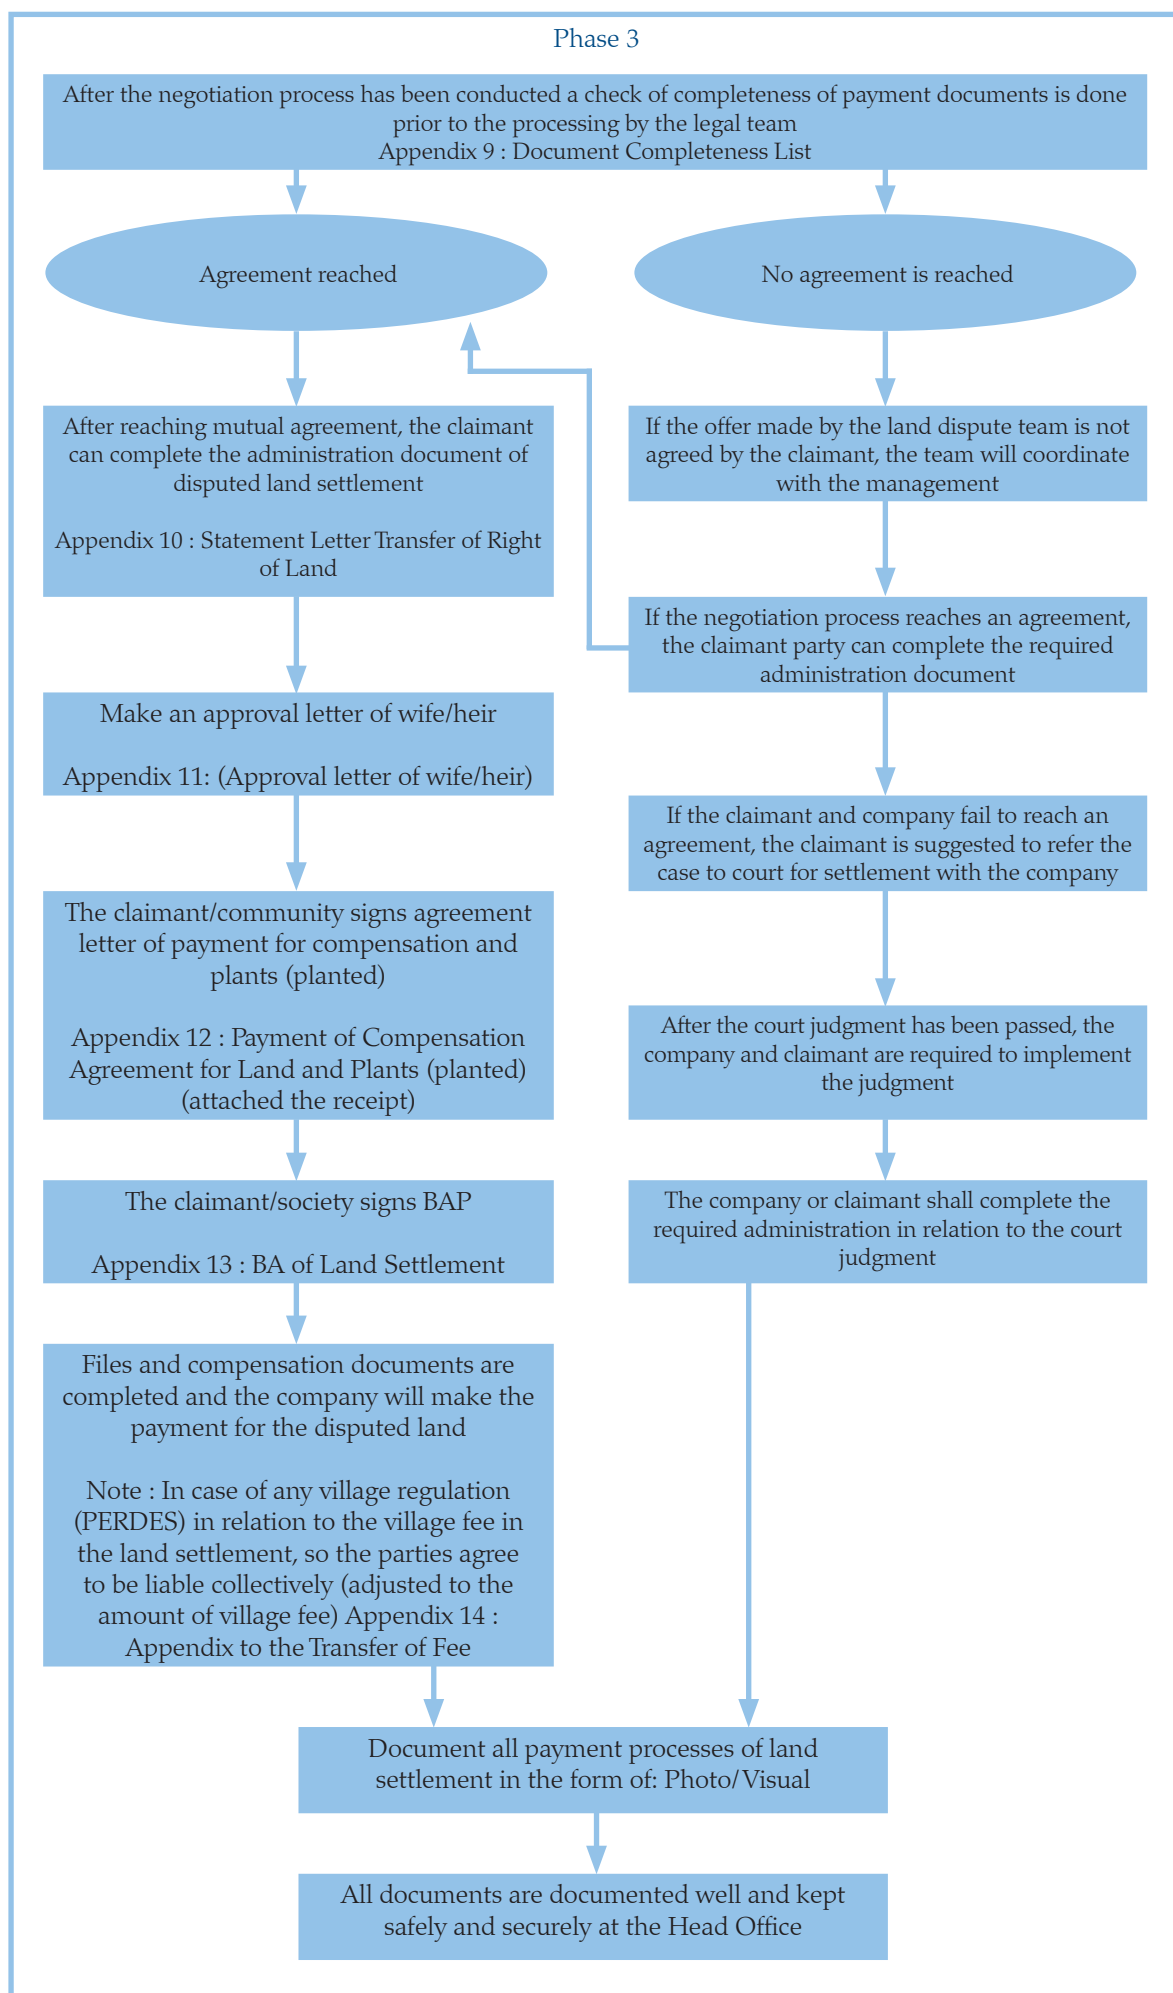 Phase 3
After the negotiation process has been conducted a check of completeness of payment documents is done
prior to the processing by the legal team
Appendix 9 : Document Completeness List
Agreement reached
No agreement is reached
After reaching mutual agreement, the claimant
can complete the administration document of
disputed land settlement
Appendix 10 : Statement Letter Transfer of Right
of Land
Make an approval letter of wife/heir
Appendix 11: (Approval letter of wife/heir)
The claimant/community signs agreement
letter of payment for compensation and
plants (planted)
Appendix 12 : Payment of Compensation
Agreement for Land and Plants (planted)
(attached the receipt)
The claimant/society signs BAP
Appendix 13 : BA of Land Settlement
Files and compensation documents are
completed and the company will make the
payment for the disputed land
Note : In case of any village regulation
(PERDES) in relation to the village fee in
the land settlement, so the parties agree
to be liable collectively (adjusted to the
amount of village fee) Appendix 14 :
Appendix to the Transfer of Fee
If the offer made by the land dispute team is not
agreed by the claimant, the team will coordinate
with the management
If the negotiation process reaches an agreement,
the claimant party can complete the required
administration document
If the claimant and company fail to reach an
agreement, the claimant is suggested to refer the
case to court for settlement with the company
After the court judgment has been passed, the
company and claimant are required to implement
the judgment
The company or claimant shall complete the
required administration in relation to the court
judgment
Document all payment processes of land
settlement in the form of: Photo/Visual
All documents are documented well and kept
safely and securely at the Head Office